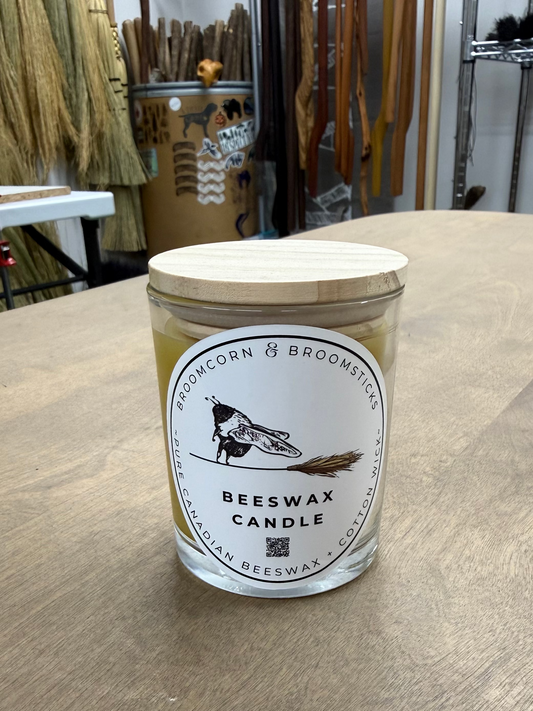 BROOMCORN & BROOMSTICKS
BEESWAX
CANDLE
~PURE CANADIAN BEESWAX + COTTON WICK~